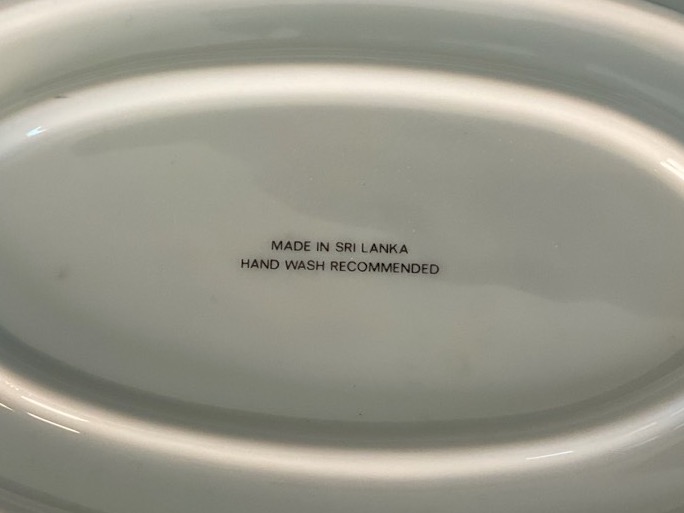 MADE IN SRI LANKA
HAND WASH RECOMMENDED